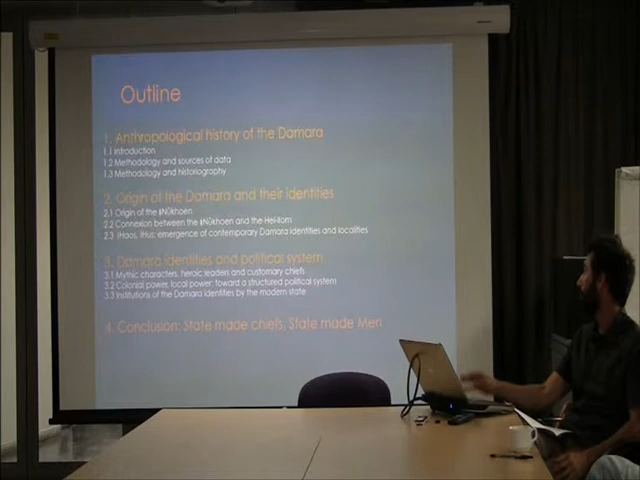 Outline
1. Anthropological history of the Damara
1.1 Introduction
1.2 Methodology and sources of data
1.3 Methodology and historiography
2. Origin of the Damara and their identities
2.1 Origin of the ǂNūkhoen
2.2 Connexion between the ǂNūkhoen and the Hei-ǁom
2.3 emergence of contemporary Damara identities and localities
3. Damara identities and political system
3.1 Mythic characters, heroic leaders and customary chiefs
3.2 Colonial power, local power: toward a structured political system
3.3 Institutions of the Damara identities by the modern state
4. Conclusion: State made chiefs, State made Men